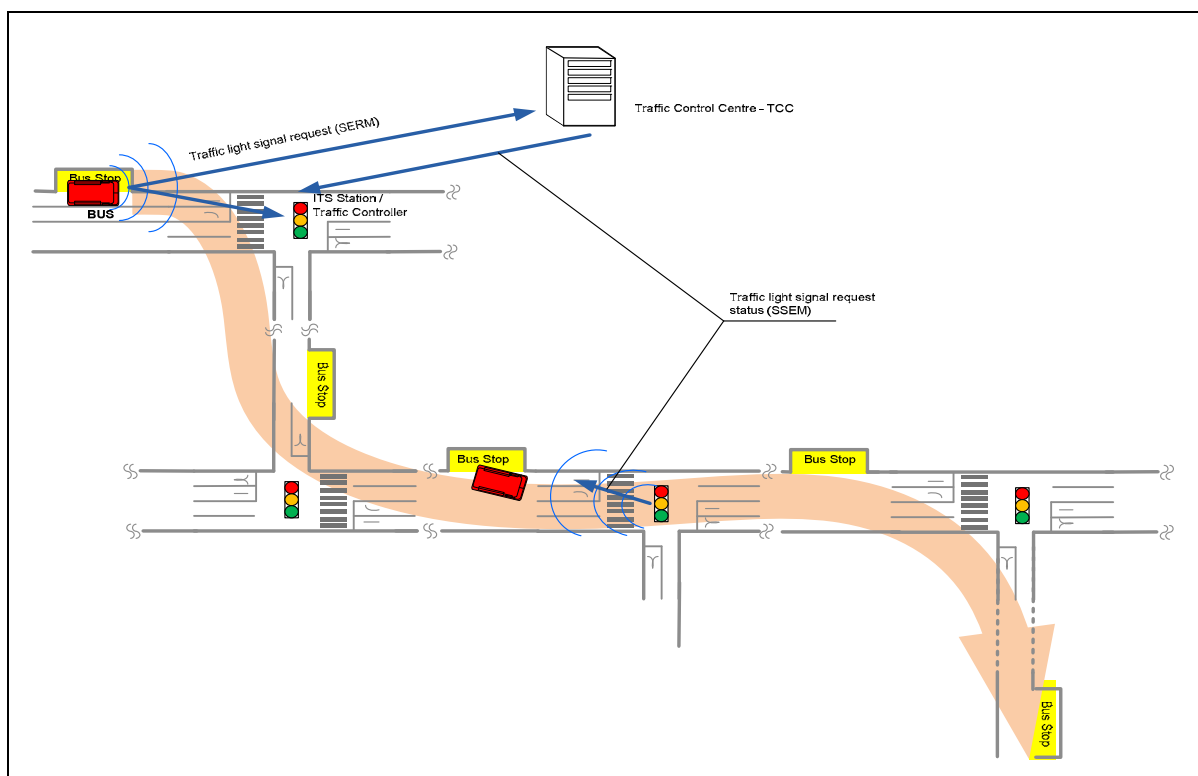 Traffic Control Centre - TCC
Traffic light signal request (SERM)
Bus Stop
BUS
ITS Station /
Traffic Controller
Traffic light signal request
status (SSEM)
Bus Stop
Bus Stop
Bus Stop
Bus Stop